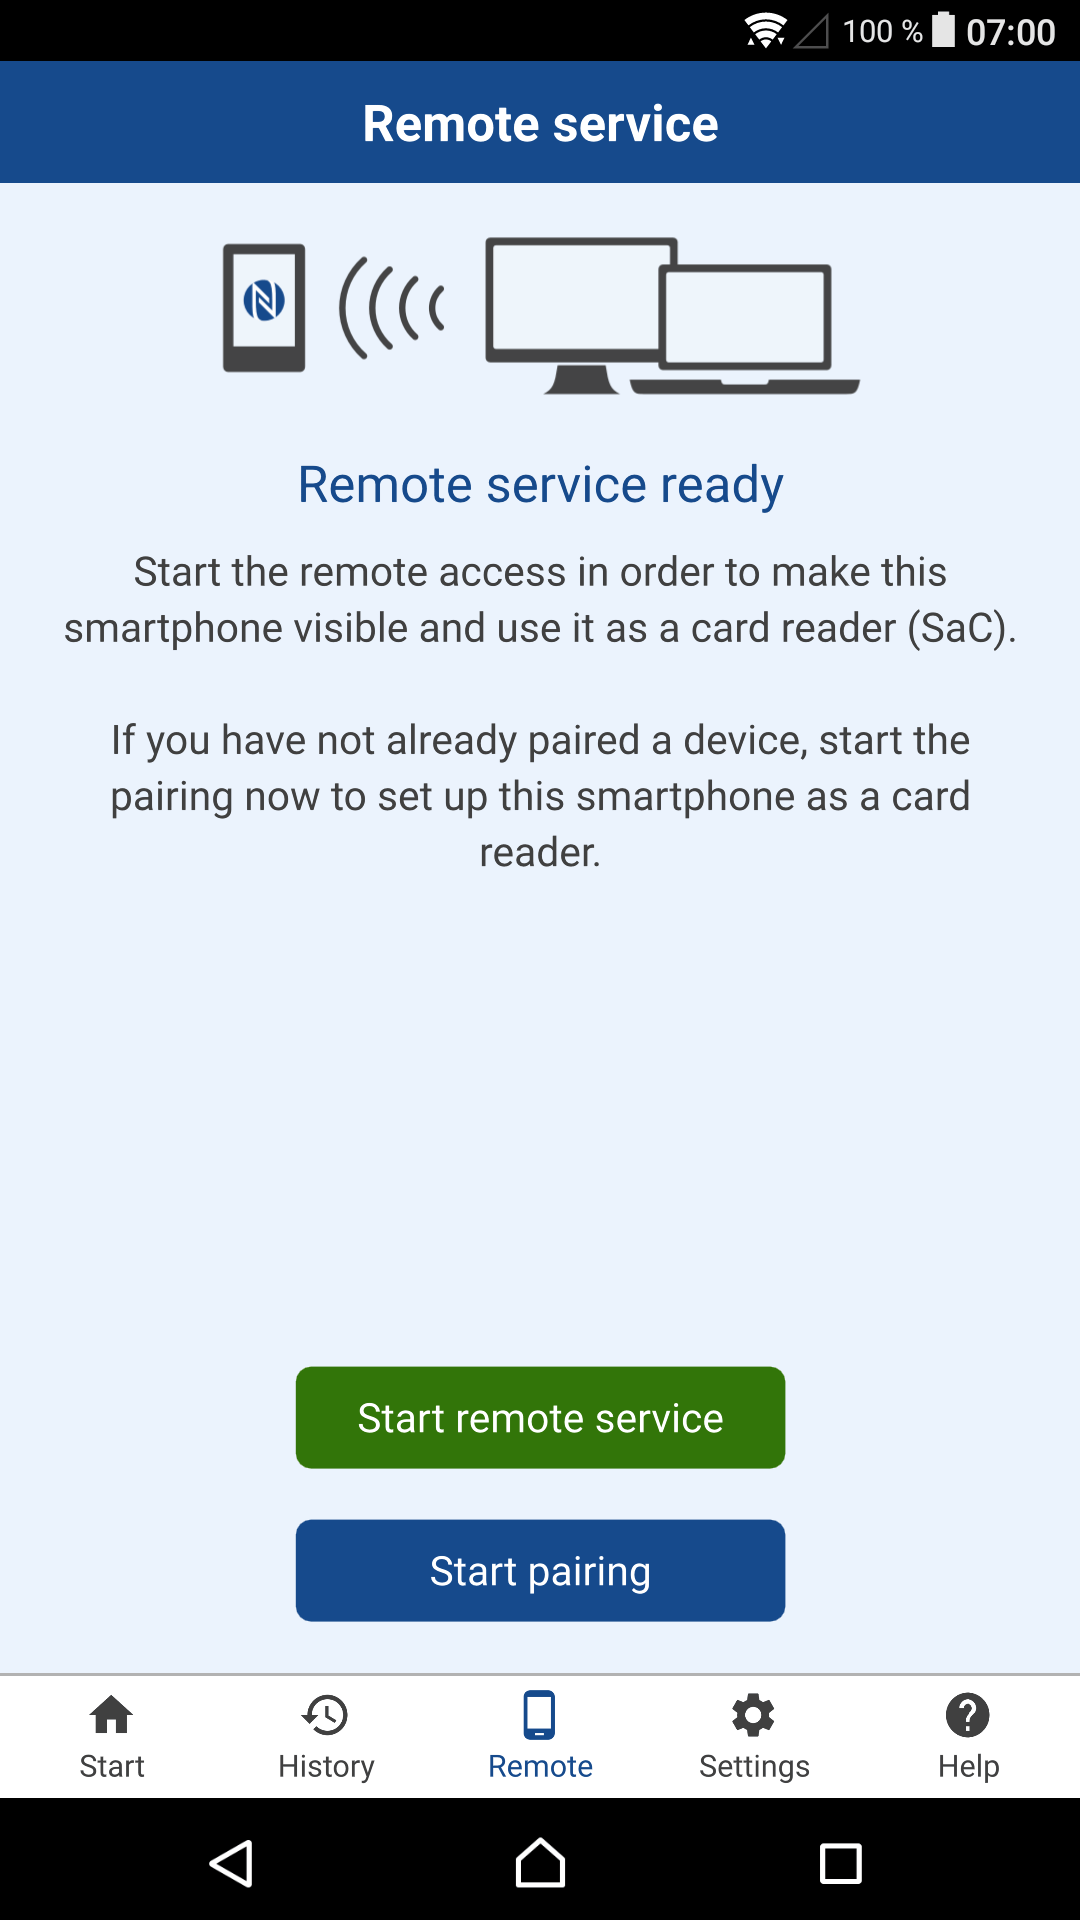 100 % 07:00
Remote service
Remote service ready
Start the remote access in order to make this
smartphone visible and use it as a card reader (SaC).
If you have not already paired a device, start the
pairing now to set up this smartphone as a card
reader.
Start remote service
Start pairing
Start History Remote Settings Help